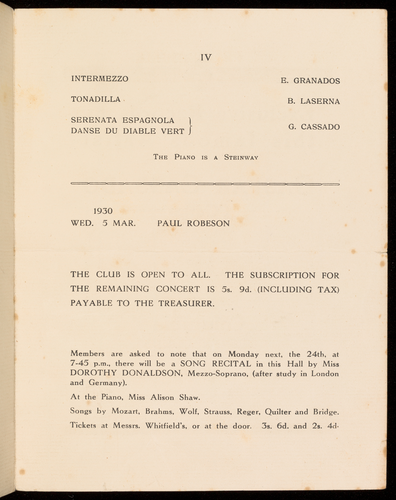 IV
INTERMEZZO E. GRANADOS
TONADILLA B. LASERNA
SERENATA ESPAGNOLA
DANSE DU DIABLE VERT } G. CASSADO
THE PIANO IS A STEINWAY
1930
WED. 5 MAR. PAUL ROBESON
THE CLUB IS OPEN TO ALL. THE SUBSCRIPTION FOR
THE REMAINING CONCERT IS 5s. 9d. (INCLUDING TAX)
PAYABLE TO THE TREASURER.
Members are asked to note that on Monday next, the 24th, at
7-45 p.m., there will be a SONG RECITAL in this Hall by Miss
DOROTHY DONALDSON, Mezzo-Soprano, (after study in London
and Germany).
At the Piano, Miss Alison Shaw.
Songs by Mozart, Brahms, Wolf, Strauss, Reger, Quilter and Bridge.
Tickets at Messrs. Whitfield's, or at the door. 3s. 6d. and 2s. 4d-